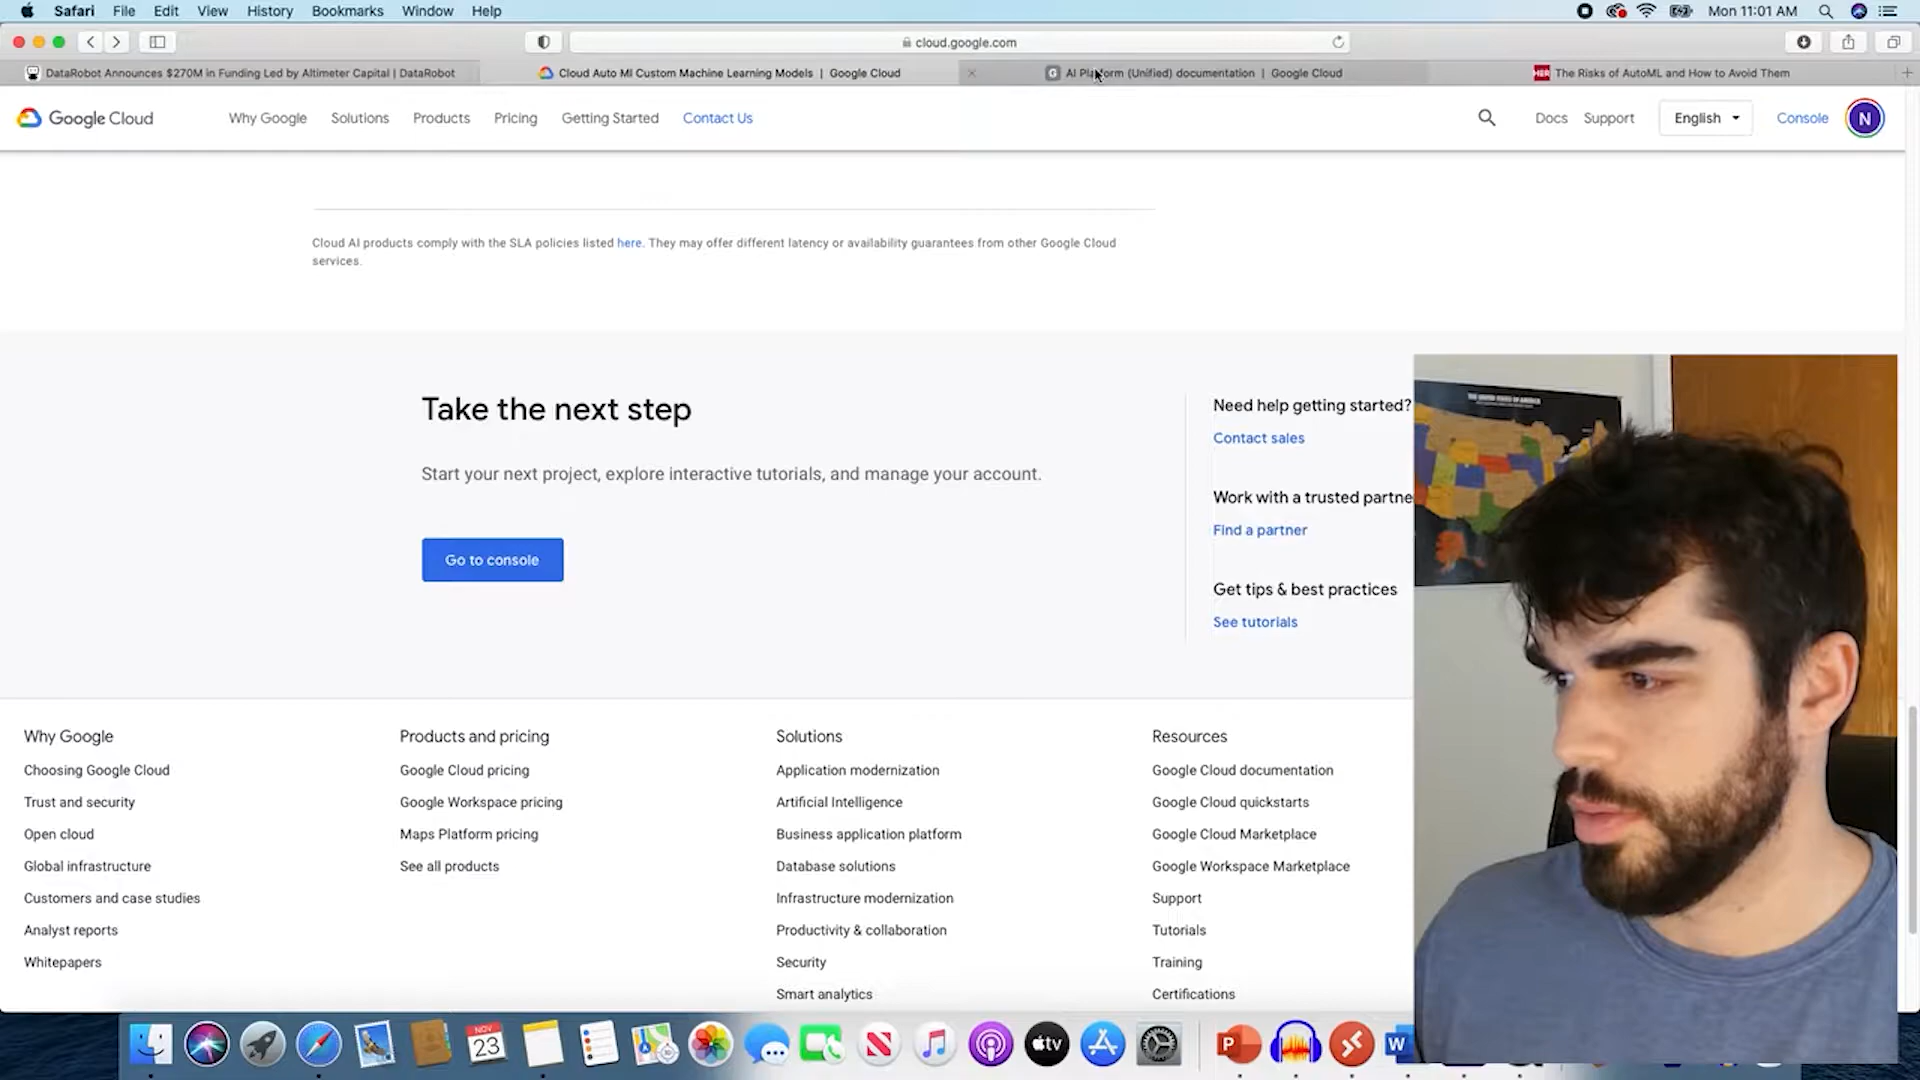 Safari File Edit View History Bookmarks Window Help Mon 11:01 AM
cloud.google.com
DataRobot Announces $270M in Funding Led by Altimeter Capital | DataRobot
Cloud Auto Ml Custom Machine Learning Models | Google Cloud
AI Platform (Unified) documentation | Google Cloud
HBR The Risks of AutoML and How to Avoid Them
Google Cloud Why Google Solutions Products Pricing Getting Started Contact Us Docs Support English Console N
Cloud AI products comply with the SLA policies listed here. They may offer different latency or availability guarantees from other Google Cloud
services.
Take the next step
Start your next project, explore interactive tutorials, and manage your account.
Go to console
Need help getting started?
Contact sales
Work with a trusted partne
Find a partner
Get tips & best practices
See tutorials
Why Google
Choosing Google Cloud
Trust and security
Open cloud
Global infrastructure
Customers and case studies
Analyst reports
Whitepapers
Products and pricing
Google Cloud pricing
Google Workspace pricing
Maps Platform pricing
See all products
Solutions
Application modernization
Artificial Intelligence
Business application platform
Database solutions
Infrastructure modernization
Productivity & collaboration
Security
Smart analytics
Resources
Google Cloud documentation
Google Cloud quickstarts
Google Cloud Marketplace
Google Workspace Marketplace
Support
Tutorials
Training
Certifications
NOV
23
tv
P
W